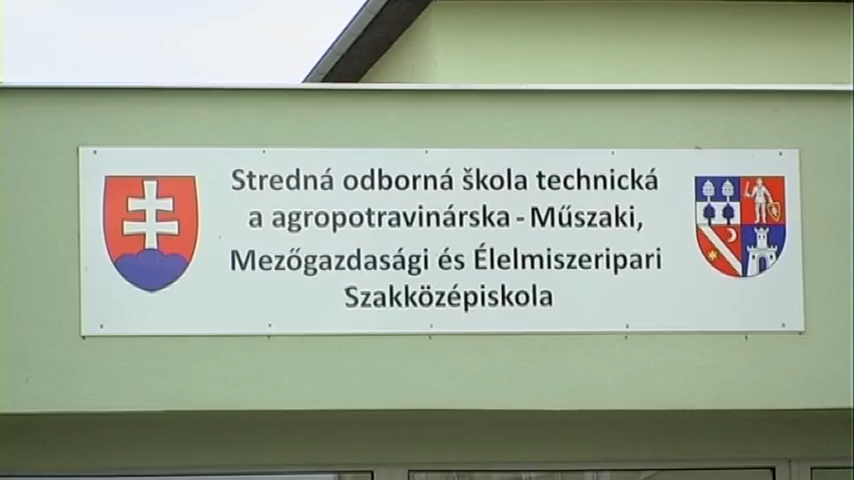 Stredná odborná škola technická
a agropotravinárska - Műszaki,
Mezőgazdasági és Élelmiszeripari
Szakközépiskola